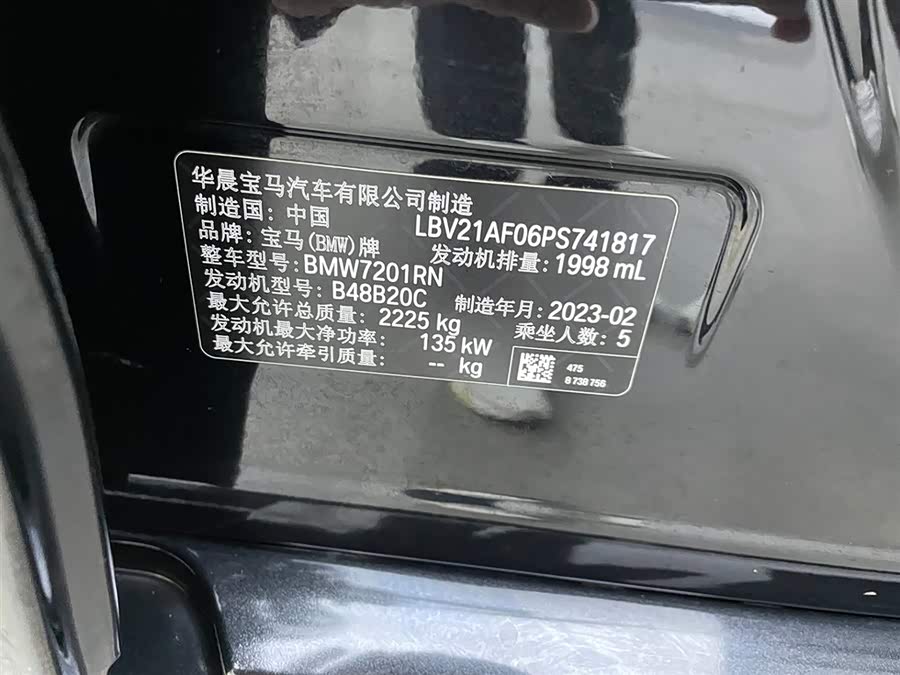 华晨宝马汽车有限公司制造
制造国：中国 LBV21AF06PS741817
品牌：宝马(BMW)牌 发动机排量：1998 mL
整车型号：BMW7201RN
发动机型号：B48B20C 制造年月：2023-02
最大允许总质量：2225 kg 乘坐人数：5
发动机最大净功率：135 kW
最大允许牵引质量：-- kg
475
8 738 756